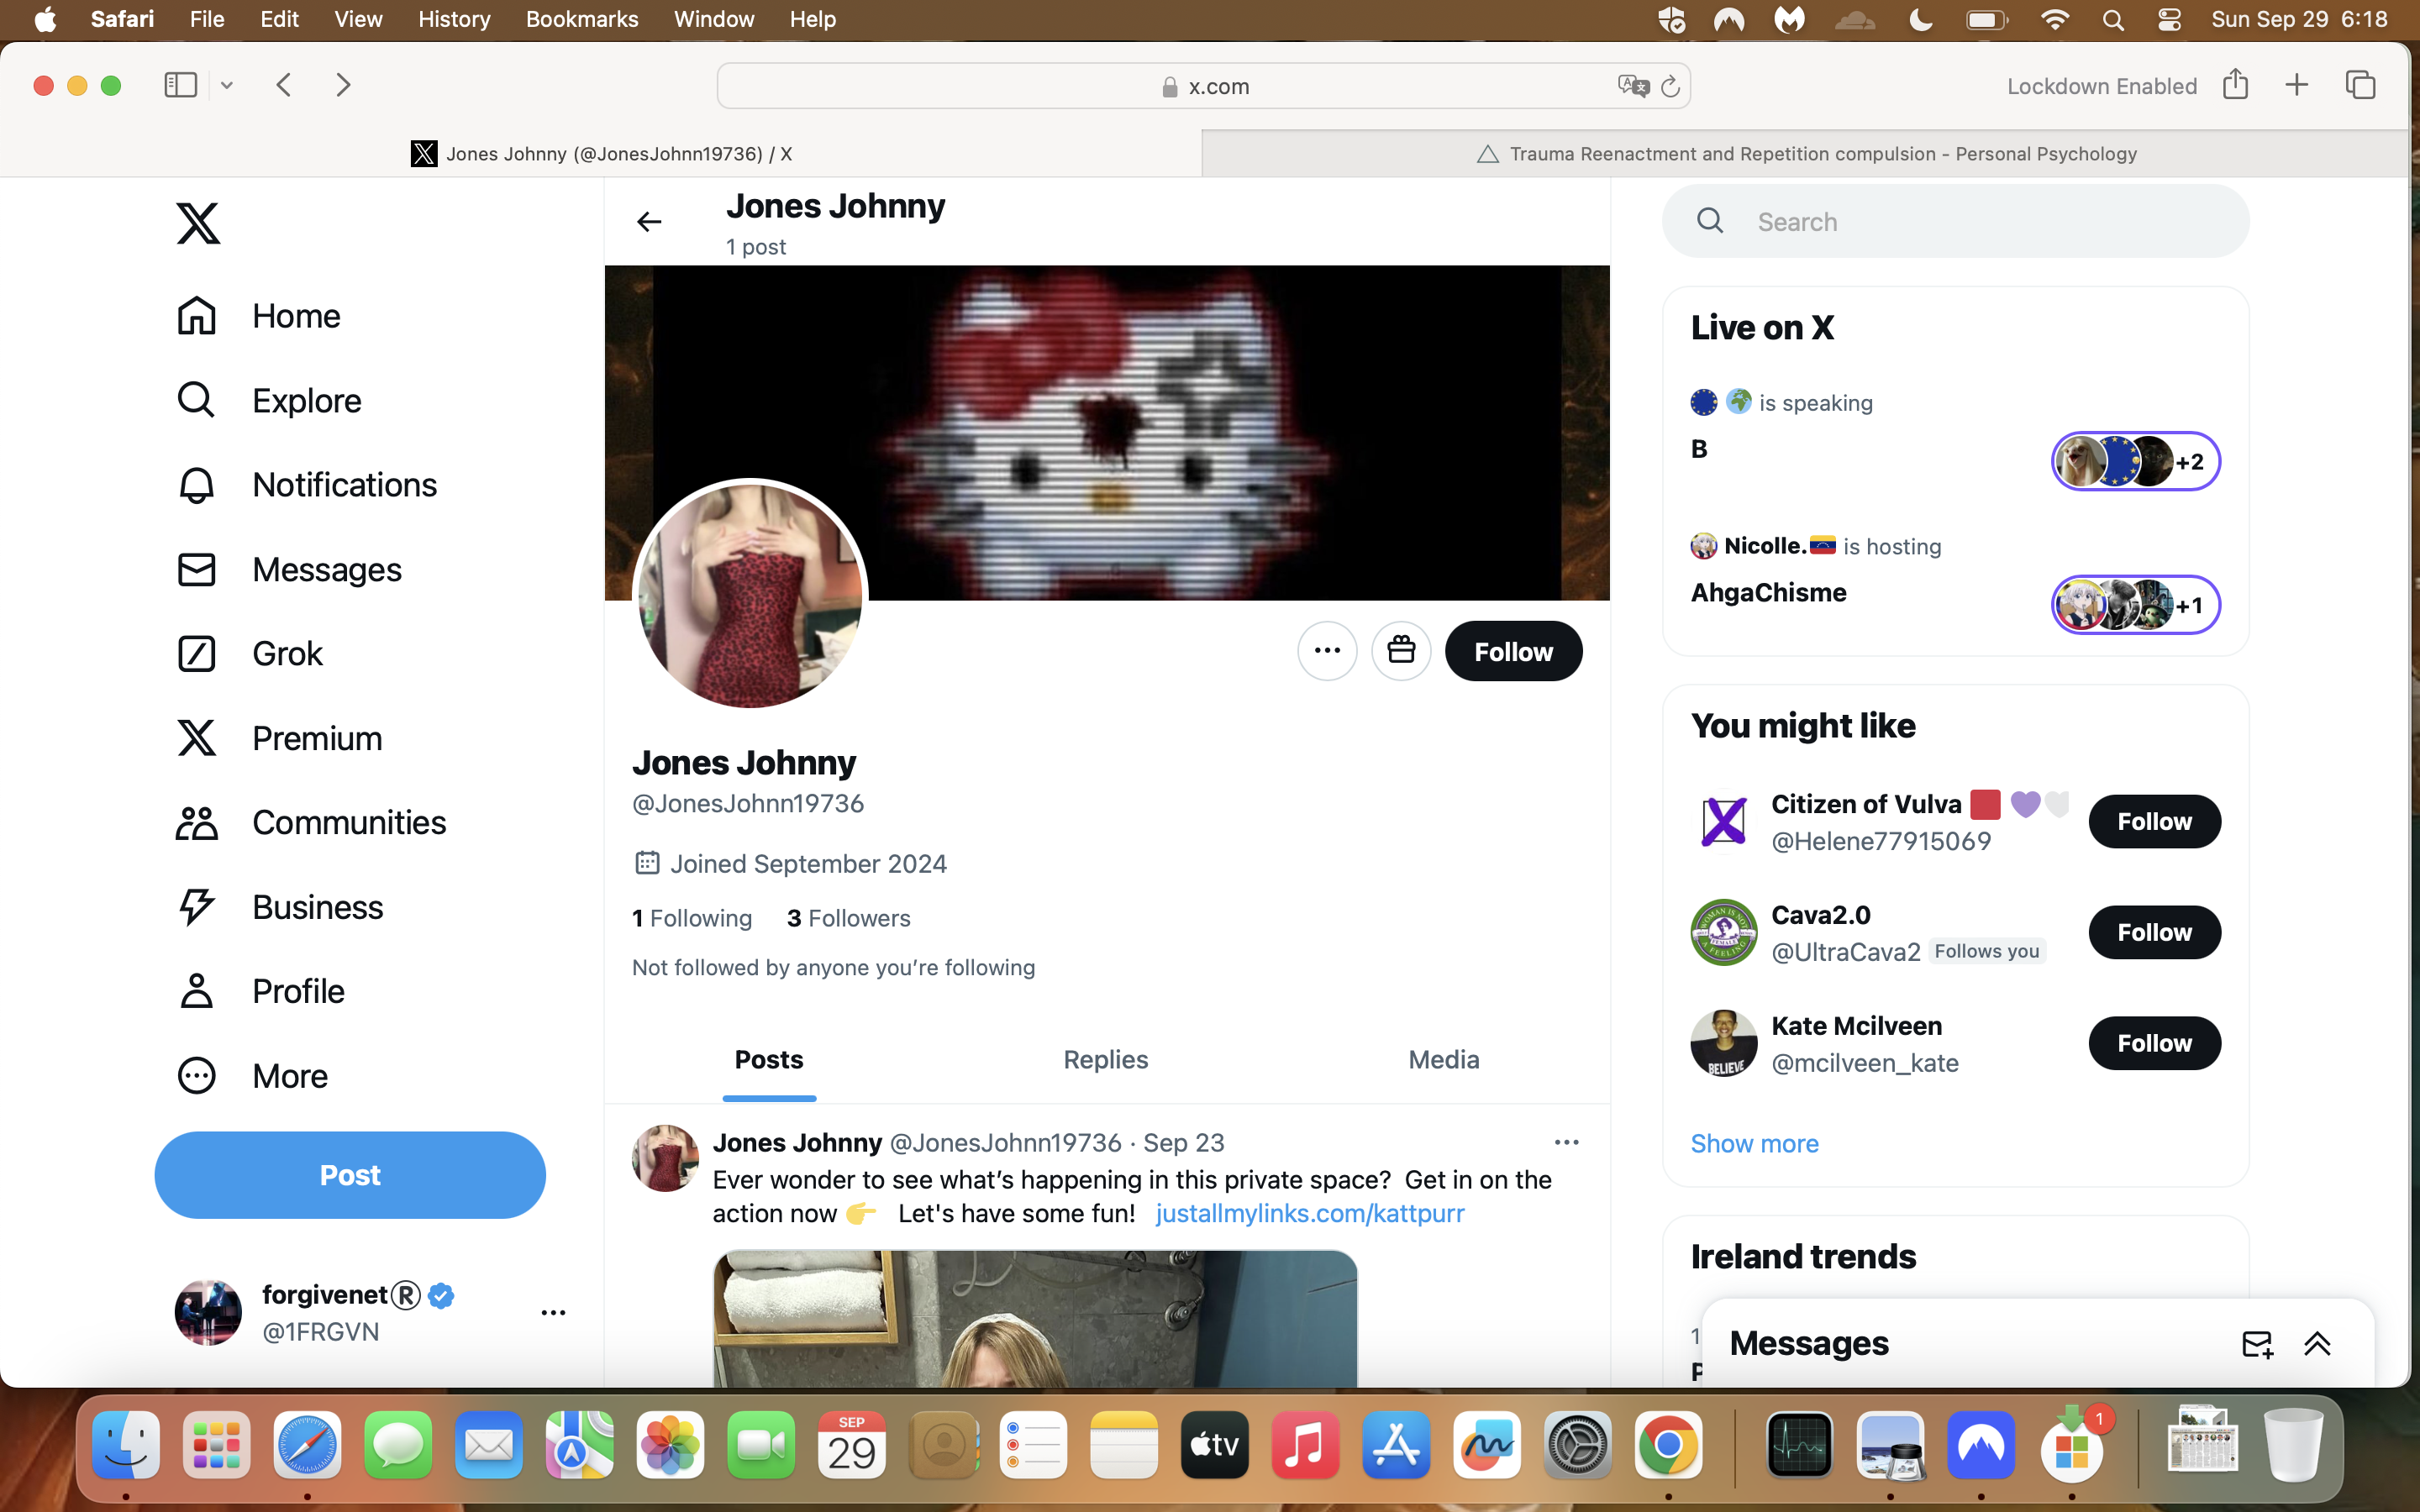 Safari File Edit View History Bookmarks Window Help
Sun Sep 29 6:18
x.com
Lockdown Enabled
Jones Johnny (@JonesJohnn19736) / X
Trauma Reenactment and Repetition compulsion - Personal Psychology
Home
Explore
Notifications
Messages
Grok
Premium
Communities
Business
Profile
More
Post
forgivenet®
@1FRGVN
Jones Johnny
1 post
Follow
Jones Johnny
@JonesJohnn19736
Joined September 2024
1 Following 3 Followers
Not followed by anyone you’re following
Posts Replies Media
Jones Johnny @JonesJohnn19736 · Sep 23
Ever wonder to see what’s happening in this private space? Get in on the
action now 👉 Let's have some fun! justallmylinks.com/kattpurr
Search
Live on X
is speaking
B
+2
Nicolle. is hosting
AhgaChisme
+1
You might like
Citizen of Vulva
@Helene77915069
Follow
Cava2.0
@UltraCava2 Follows you
Follow
Kate Mcilveen
@mcilveen_kate
Follow
BELIEVE
Show more
Ireland trends
1
Messages
SEP
29
tv
1